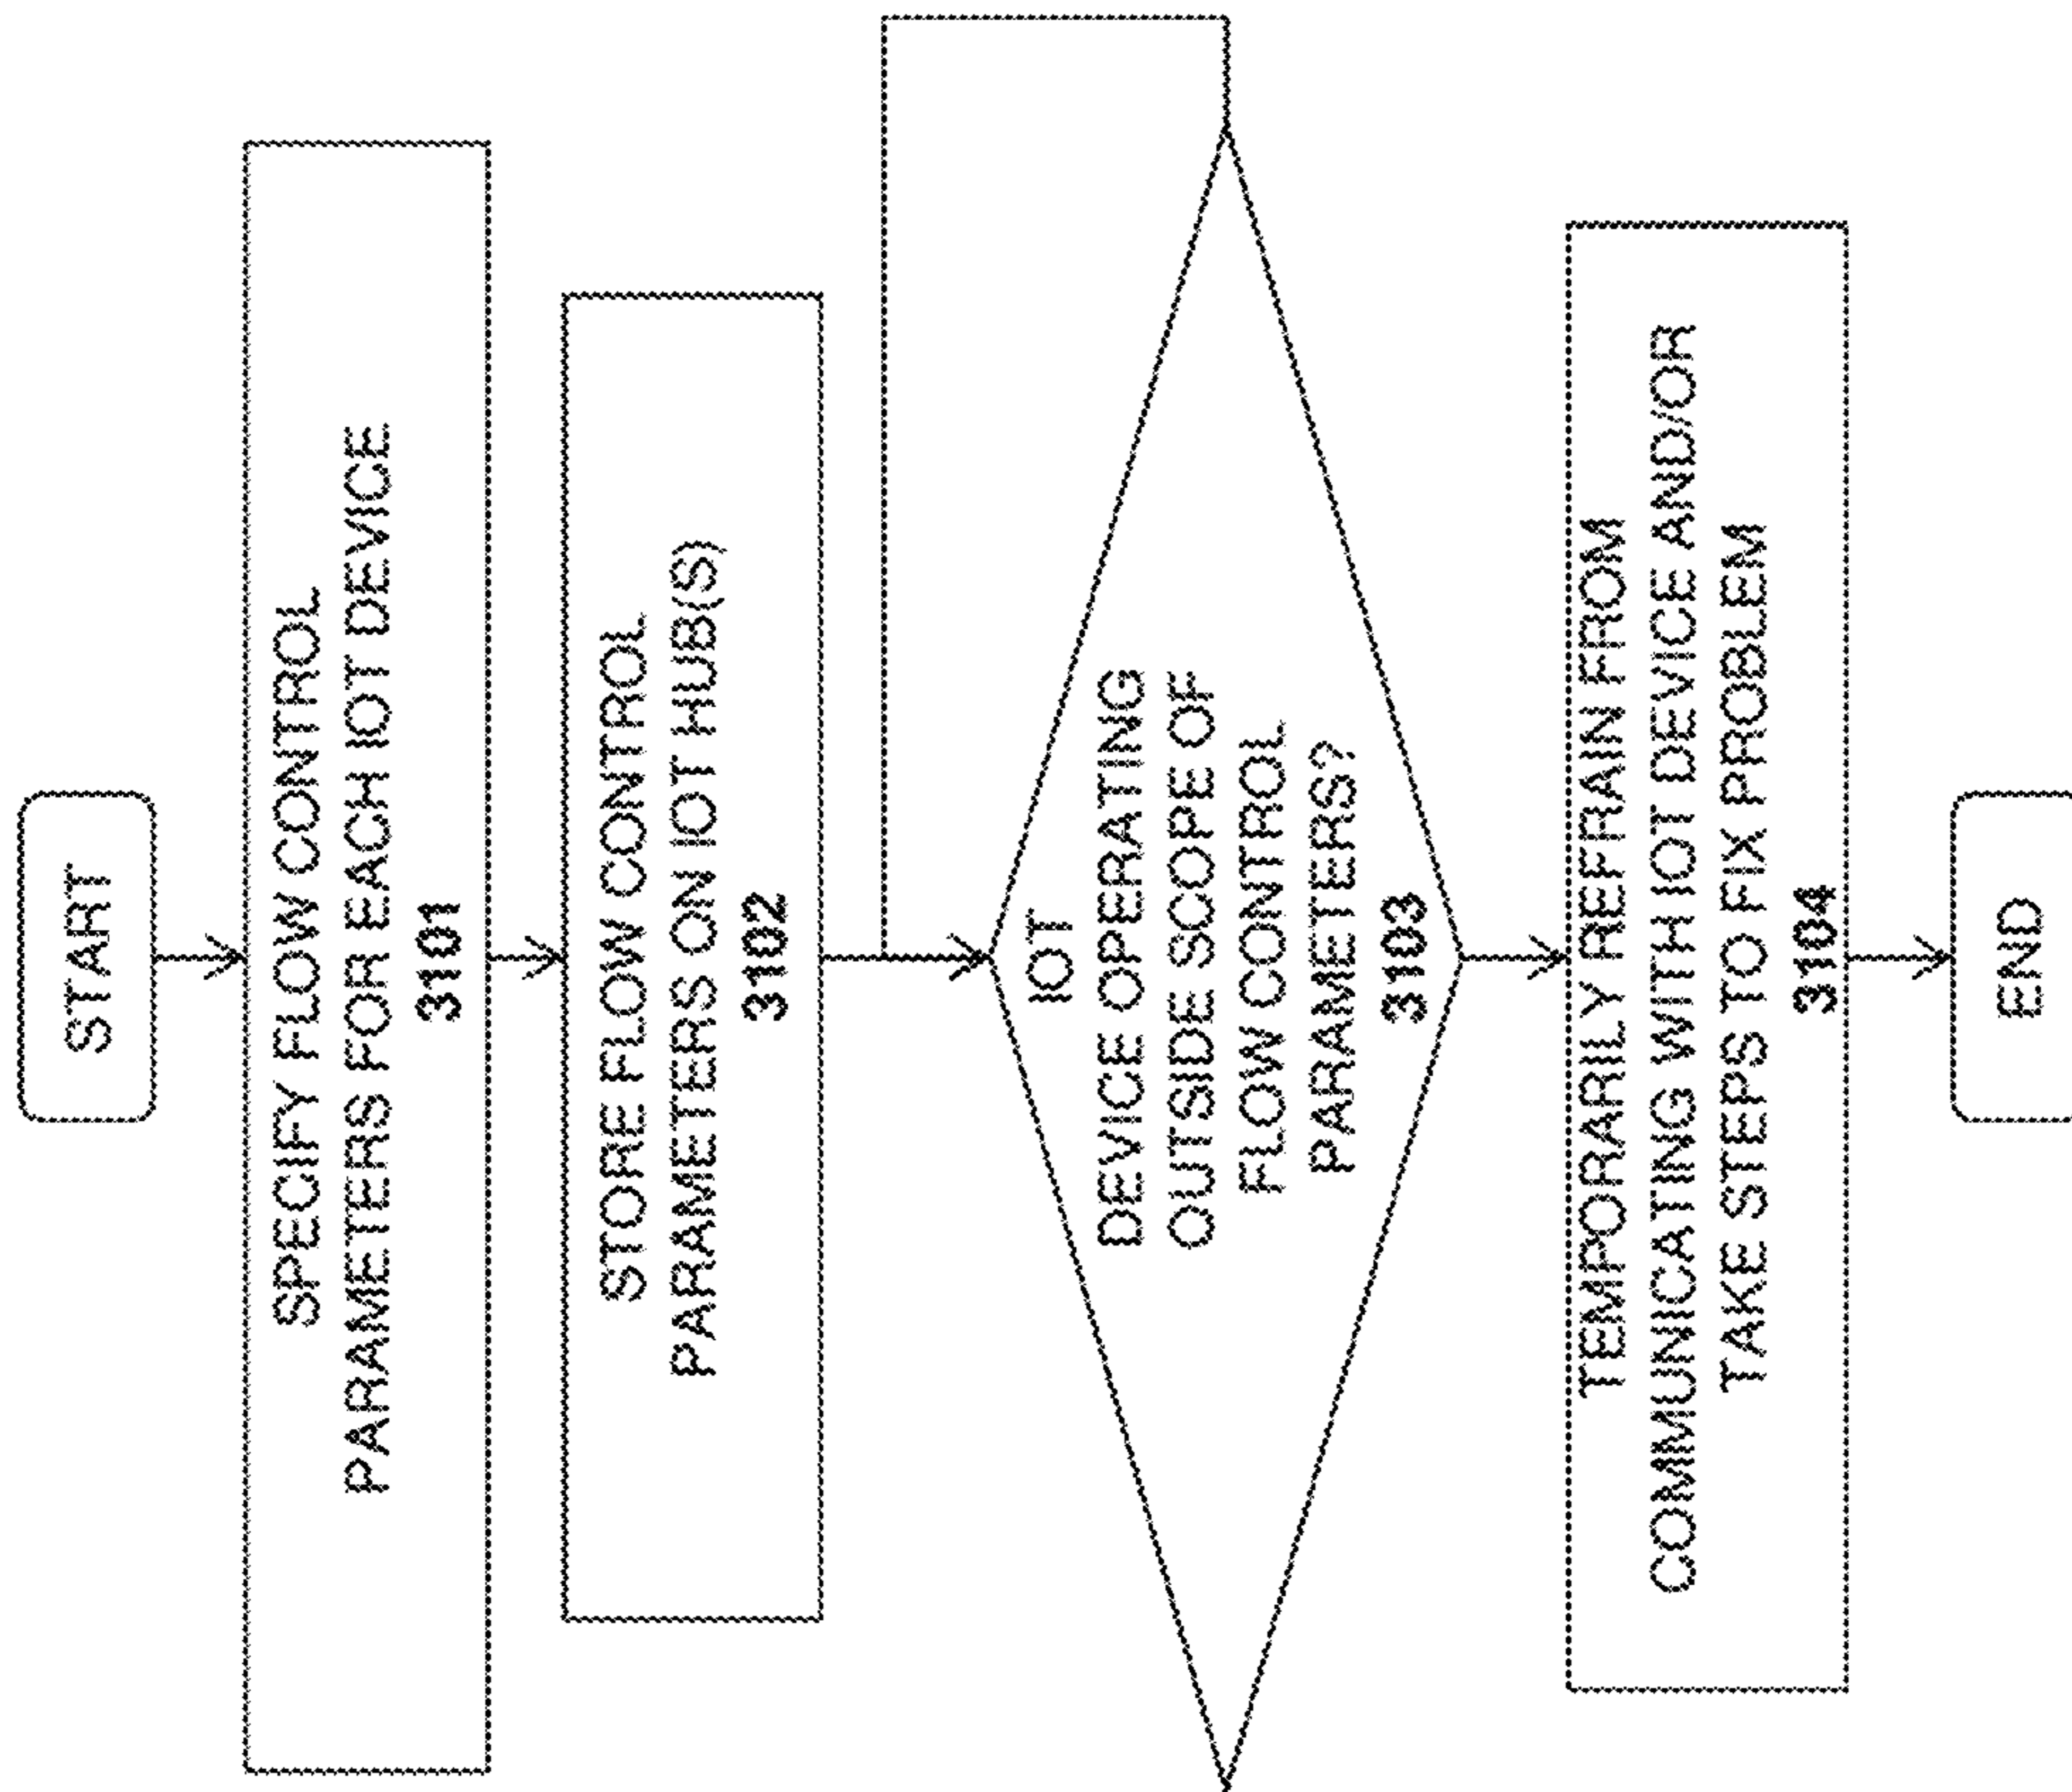 START
SPECIFY FLOW CONTROL
PARAMETERS FOR EACH IOT DEVICE
3101
STORE FLOW CONTROL
PARAMETERS ON IOT HUB(S)
3102
IOT
DEVICE OPERATING
OUTSIDE SCOPE OF
FLOW CONTROL
PARAMETERS?
3103
TEMPORARILY REFRAIN FROM
COMMUNICATING WITH IOT DEVICE AND/OR
TAKE STEPS TO FIX PROBLEM
3104
END